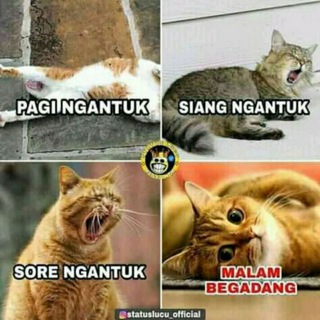 PAGI NGANTUK
SIANG NGANTUK
SORE NGANTUK
MALAM
BEGADANG
@statuslucu_official